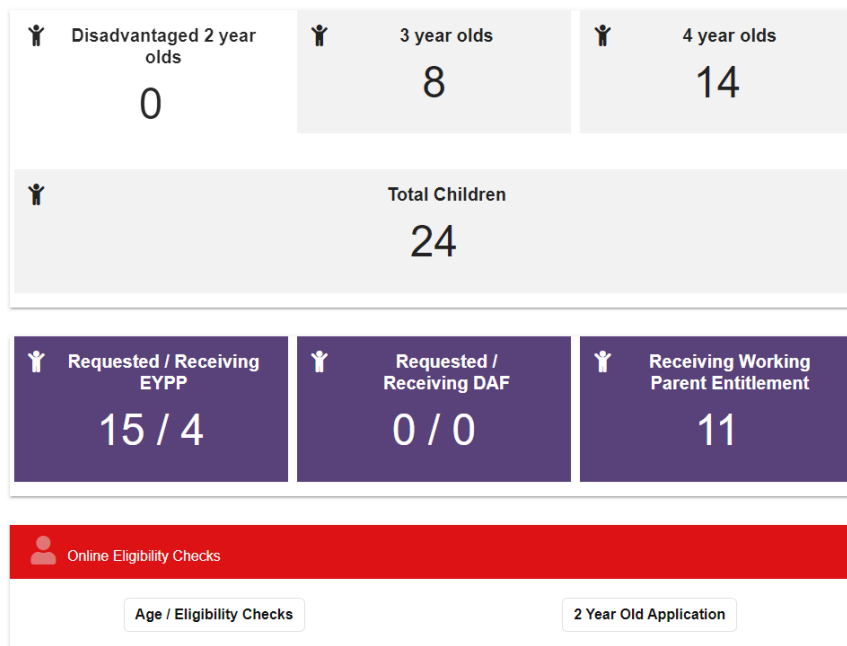 Disadvantaged 2 year
olds
0
3 year olds
8
4 year olds
14
Total Children
24
Requested / Receiving
EYPP
15 / 4
Requested /
Receiving DAF
0 / 0
Receiving Working
Parent Entitlement
11
Online Eligibility Checks
Age / Eligibility Checks
2 Year Old Application